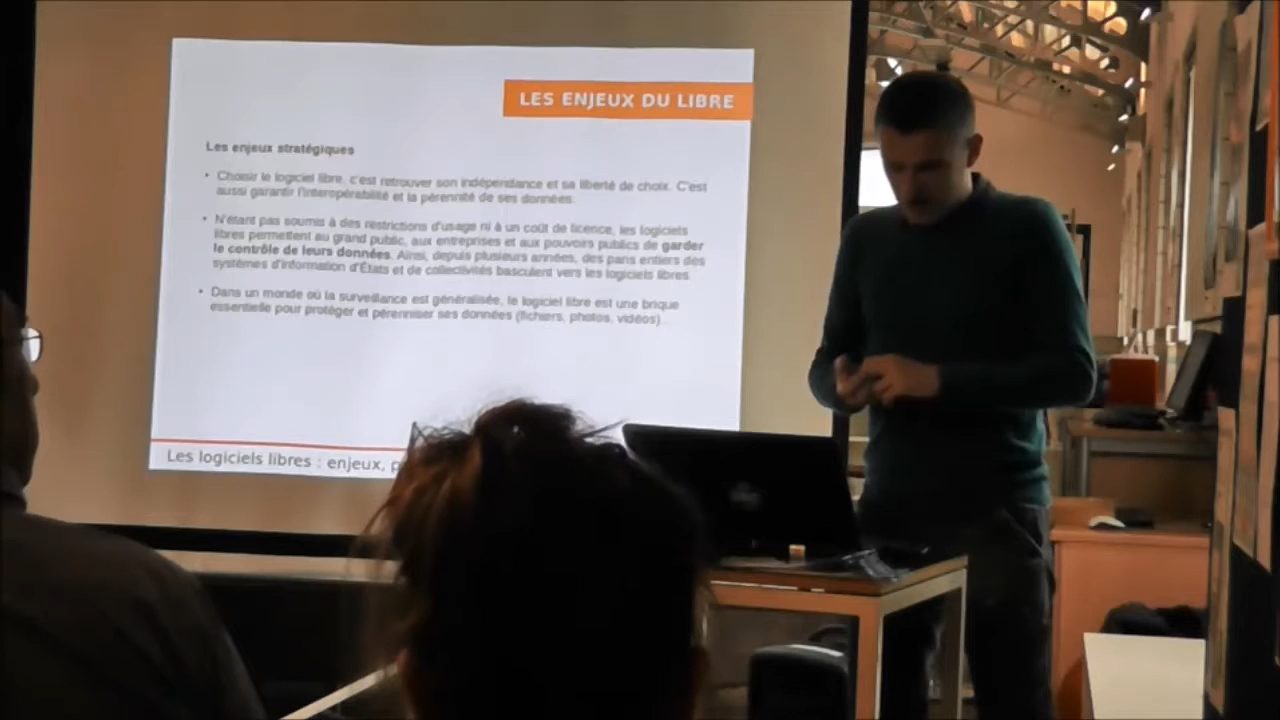 LES ENJEUX DU LIBRE
Les enjeux stratégiques
• Choisir le logiciel libre, c'est retrouver son indépendance et sa liberté de choix. C'est
aussi garantir l'interopérabilité et la pérennité de ses données.
• N'étant pas soumis à des restrictions d'usage ni à un coût de licence, les logiciels
libres permettent au grand public, aux entreprises et aux pouvoirs publics de garder
le contrôle de leurs données. Ainsi, depuis plusieurs années, des pans entiers des
systèmes d'information d'États et de collectivités basculent vers les logiciels libres.
• Dans un monde où la surveillance est généralisée, le logiciel libre est une brique
essentielle pour protéger et pérenniser ses données (fichiers, photos, vidéos)...
Les logiciels libres : enjeux, p